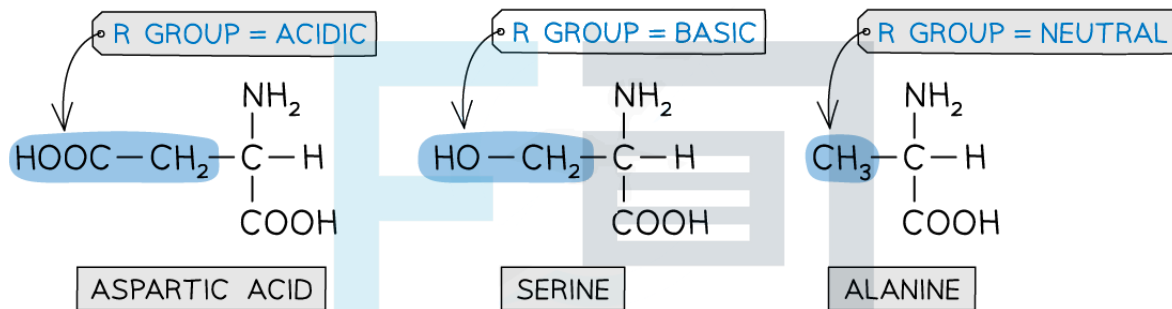 R GROUP = ACIDIC
R GROUP = BASIC
R GROUP = NEUTRAL
NH₂
NH₂
NH₂
HOOC—CH₂—C—H
HO—CH₂—C—H
CH₃—C—H
COOH
COOH
COOH
ASPARTIC ACID
SERINE
ALANINE